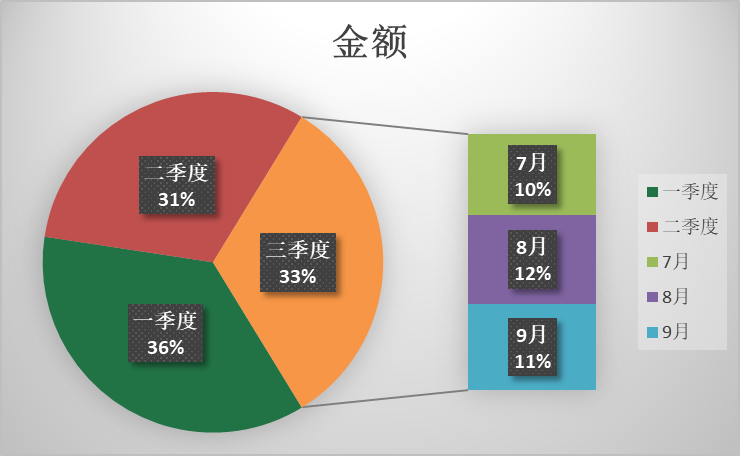 金额
二季度
31%
三季度
33%
一季度
36%
7月
10%
8月
12%
9月
11%
一季度
二季度
7月
8月
9月